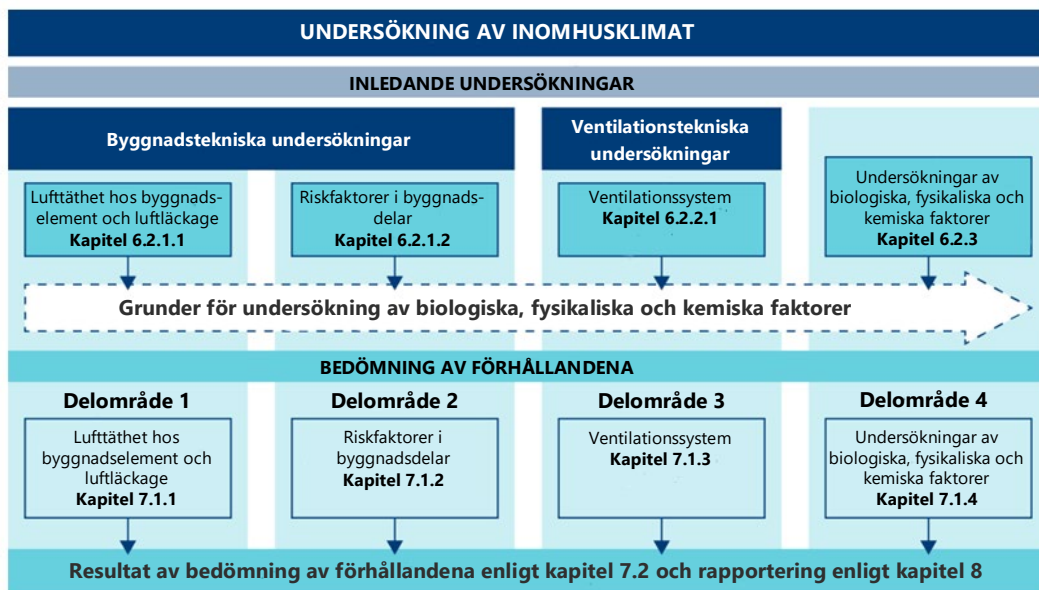 UNDERSÖKNING AV INOMHUSKLIMAT
INLEDANDE UNDERSÖKNINGAR
Byggnadstekniska undersökningar
Ventilationstekniska
undersökningar
Lufttäthet hos byggnads-
element och luftläckage
Kapitel 6.2.1.1
Riskfaktorer i byggnads-
delar
Kapitel 6.2.1.2
Ventilationssystem
Kapitel 6.2.2.1
Undersökningar av
biologiska, fysikaliska och
kemiska faktorer
Kapitel 6.2.3
Grunder för undersökning av biologiska, fysikaliska och kemiska faktorer
BEDÖMNING AV FÖRHÅLLANDENA
Delområde 1
Lufttäthet hos
byggnadselement och
luftläckage
Kapitel 7.1.1
Delområde 2
Riskfaktorer i
byggnadsdelar
Kapitel 7.1.2
Delområde 3
Ventilationssystem
Kapitel 7.1.3
Delområde 4
Undersökningar av
biologiska, fysikaliska och
kemiska faktorer
Kapitel 7.1.4
Resultat av bedömning av förhållandena enligt kapitel 7.2 och rapportering enligt kapitel 8